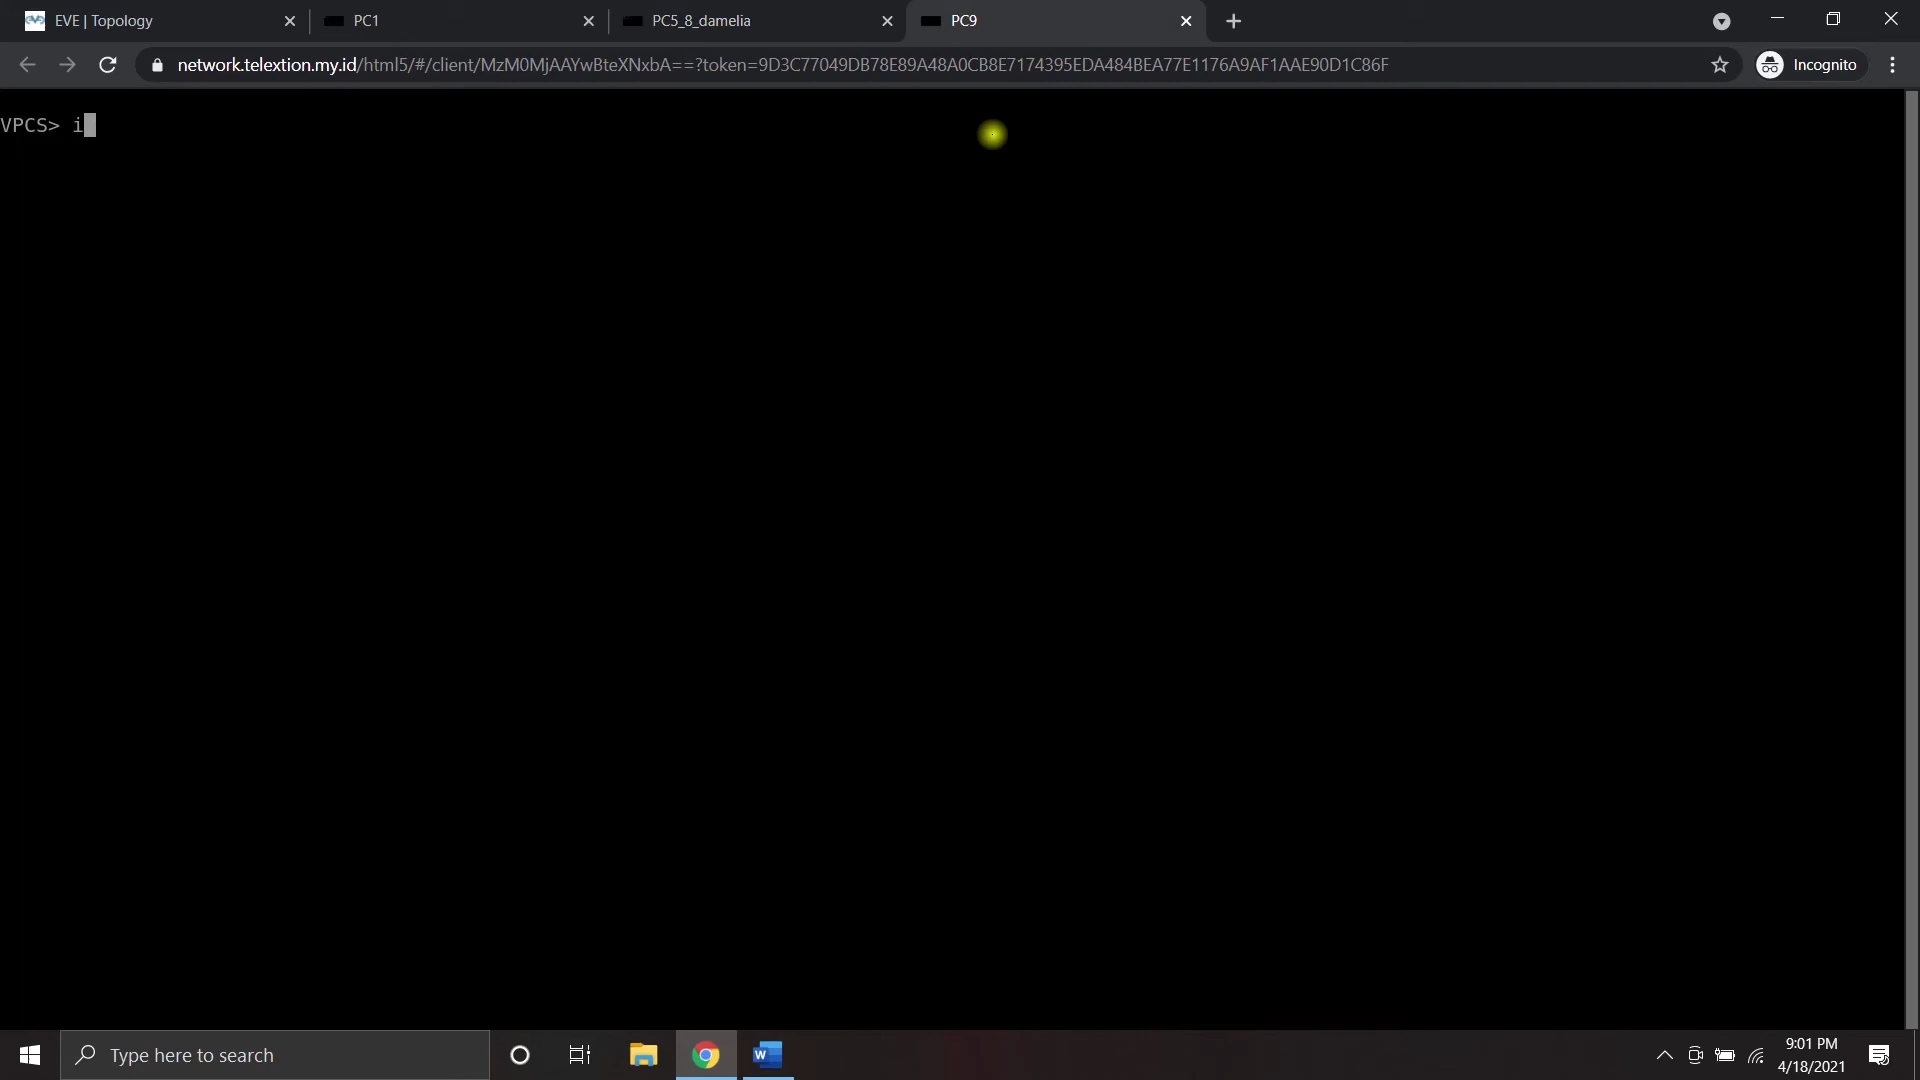 EVE | Topology
PC1
PC5_8_damelia
PC9
network.telextion.my.id/html5/#/client/MzM0MjAAYwBteXNxbA==?token=9D3C77049DB78E89A48A0CB8E7174395EDA484BEA77E1176A9AF1AAE90D1C86F
Incognito
VPCS> i
Type here to search
W
9:01 PM
4/18/2021